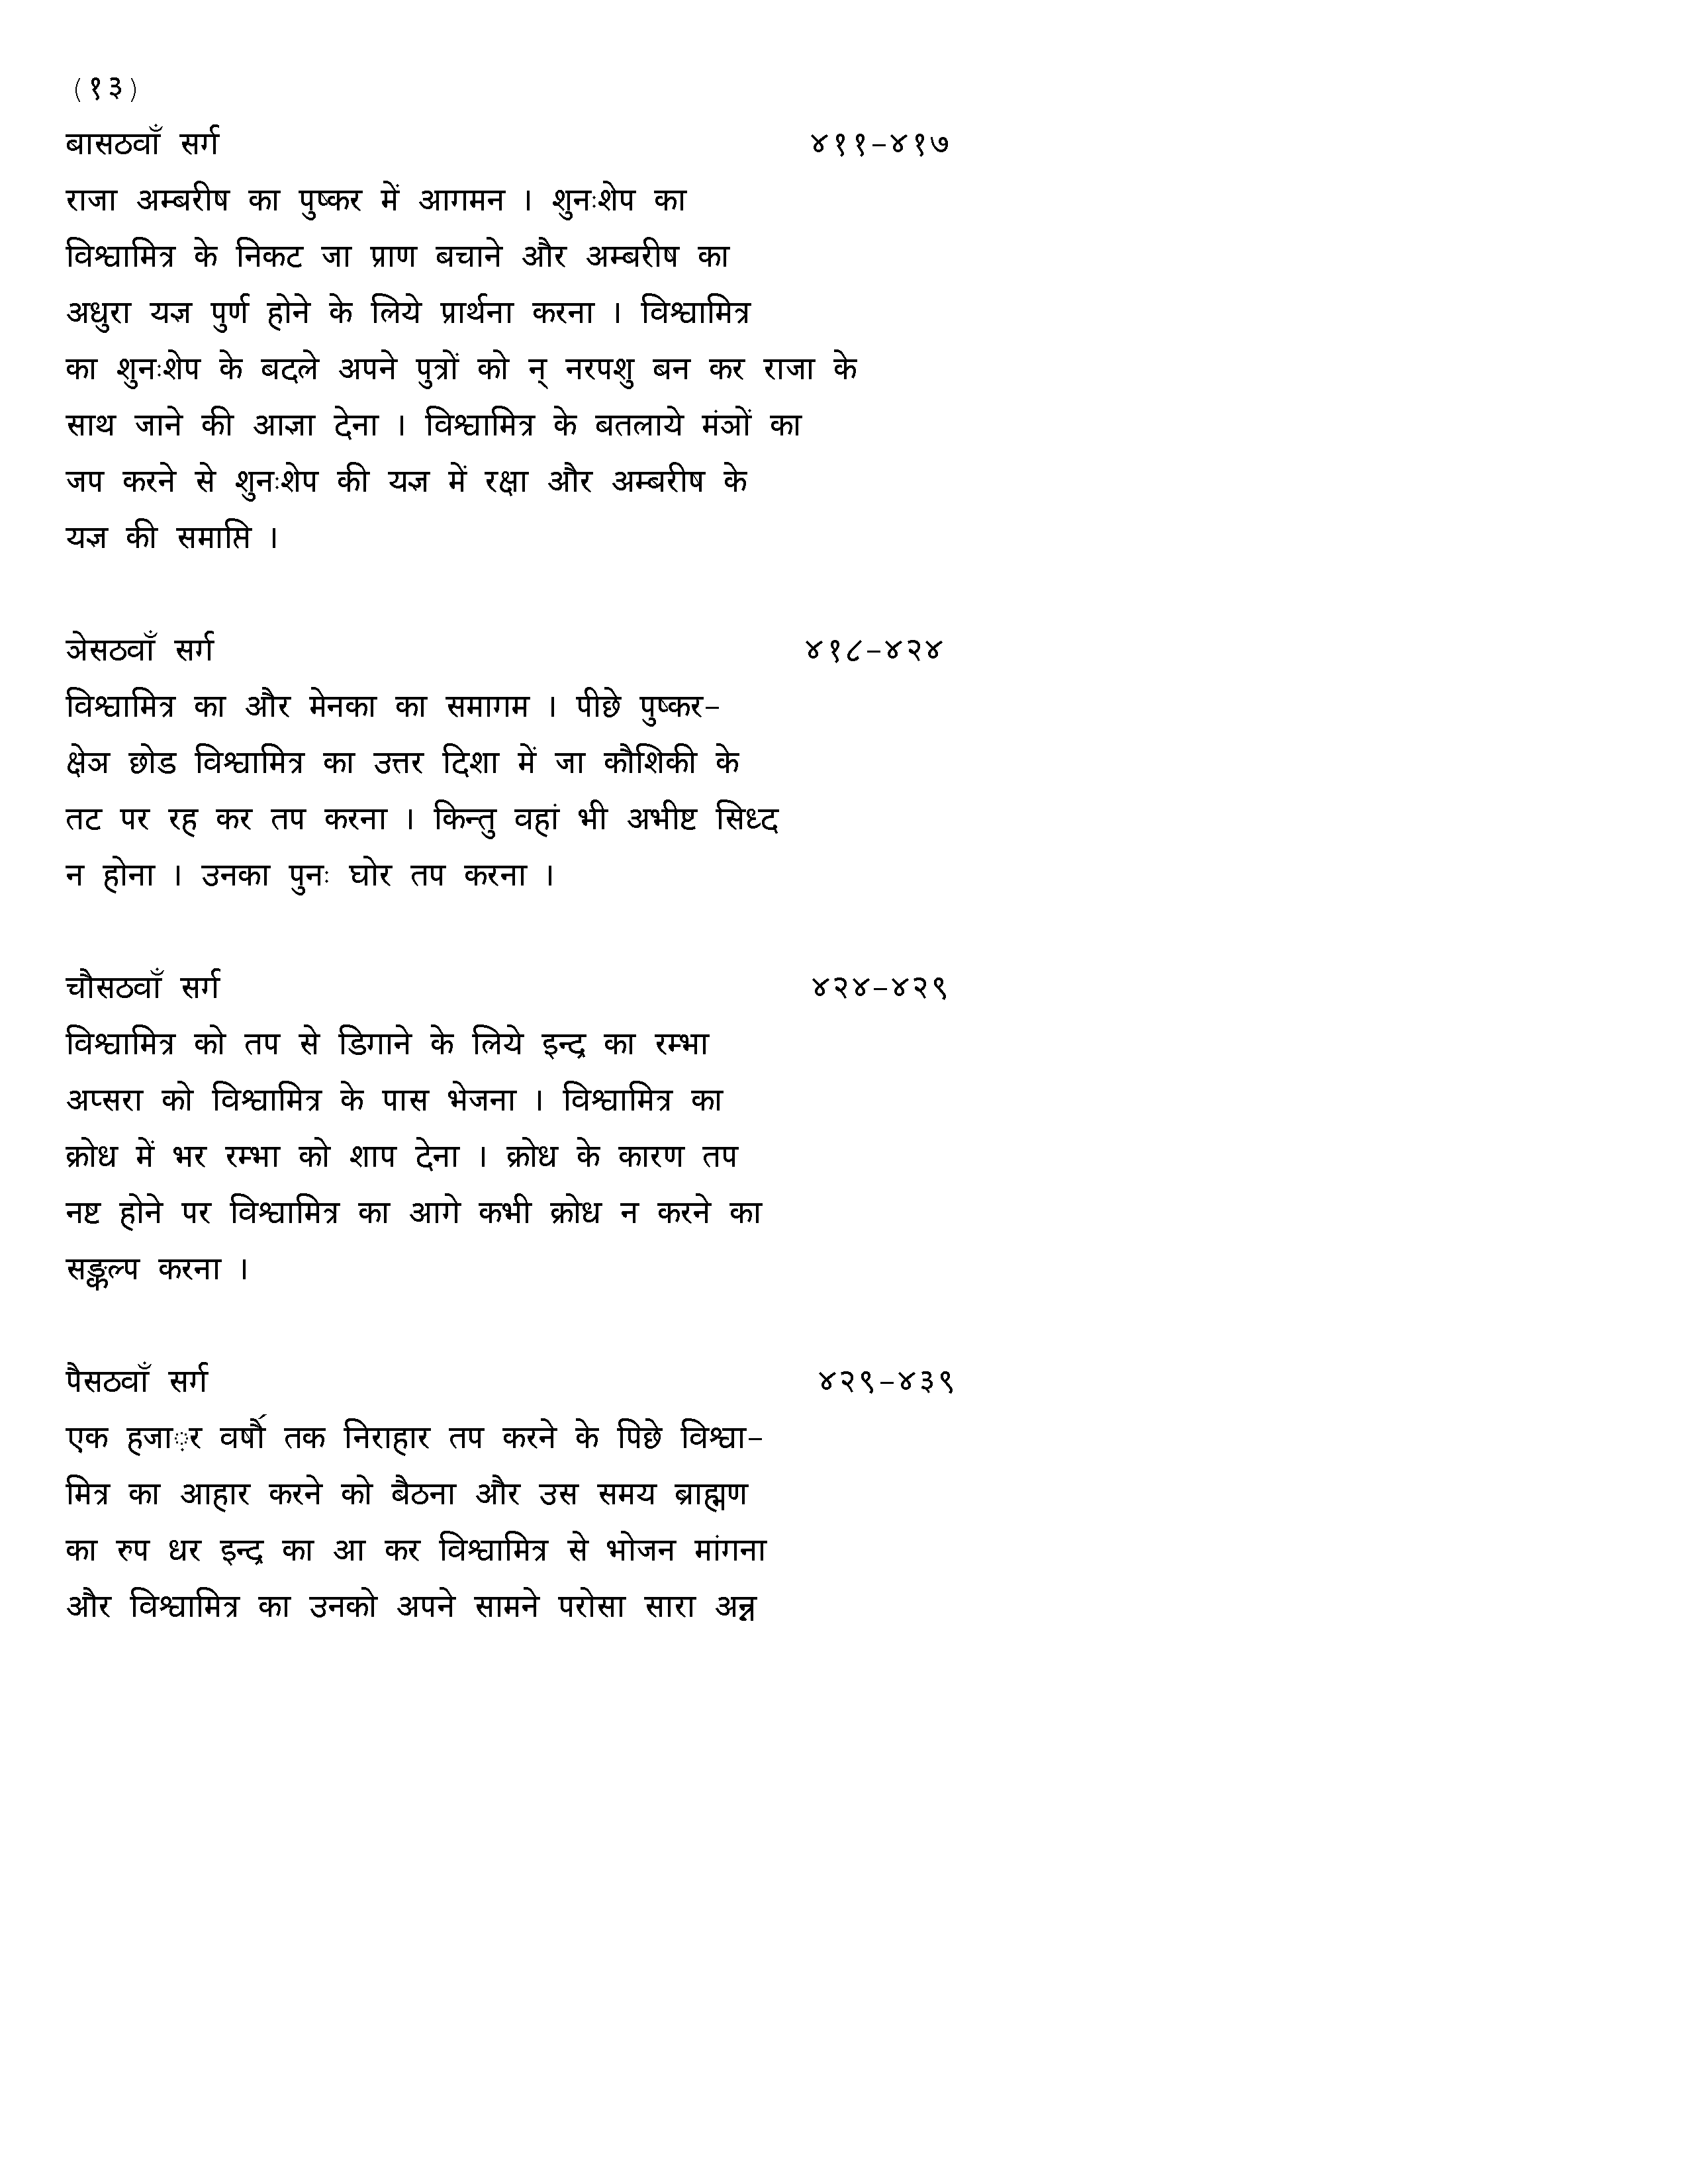 (१३)
बासठवाँ सर्ग ४११-४१७
राजा अम्बरीष का पुष्कर में आगमन । शुनःशेप का
विश्वामित्र के निकट जा प्राण बचाने और अम्बरीष का
अधुरा यज्ञ पुर्ण होने के लिये प्रार्थना करना । विश्वामित्र
का शुनःशेप के बदले अपने पुत्रों को न् नरपशु बन कर राजा के
साथ जाने की आज्ञा देना । विश्वामित्र के बतलाये मंञों का
जप करने से शुनःशेप की यज्ञ में रक्षा और अम्बरीष के
यज्ञ की समाप्ति ।
ञेसठवाँ सर्ग ४१८-४२४
विश्वामित्र का और मेनका का समागम । पीछे पुष्कर-
क्षेञ छोड विश्वामित्र का उत्तर दिशा में जा कौशिकी के
तट पर रह कर तप करना । किन्तु वहां भी अभीष्ट सिध्द
न होना । उनका पुनः घोर तप करना ।
चौसठवाँ सर्ग ४२४-४२९
विश्वामित्र को तप से डिगाने के लिये इन्द्र का रम्भा
अप्सरा को विश्वामित्र के पास भेजना । विश्वामित्र का
क्रोध में भर रम्भा को शाप देना । क्रोध के कारण तप
नष्ट होने पर विश्वामित्र का आगे कभी क्रोध न करने का
सङ्कल्प करना ।
पैसठवाँ सर्ग ४२९-४३९
एक हजा़र वर्षौं तक निराहार तप करने के पिछे विश्वा-
मित्र का आहार करने को बैठना और उस समय ब्राह्मण
का रुप धर इन्द्र का आ कर विश्वामित्र से भोजन मांगना
और विश्वामित्र का उनको अपने सामने परोसा सारा अन्न